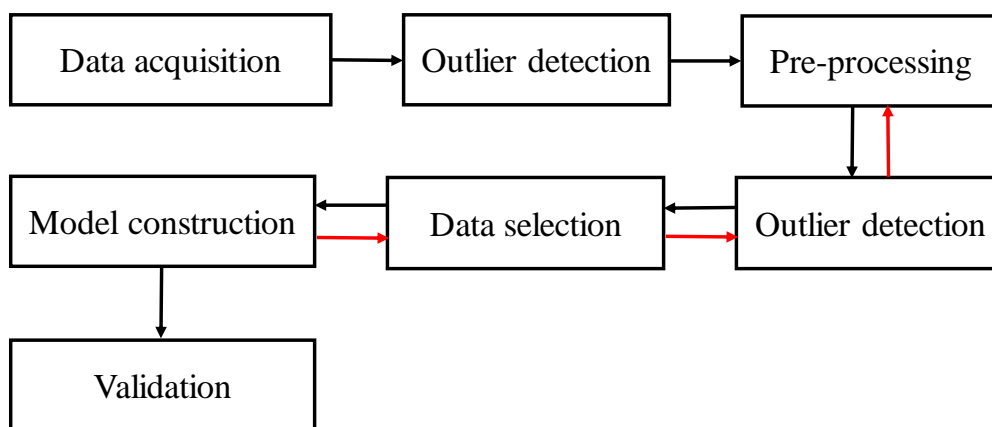 Data acquisition
Outlier detection
Pre-processing
Model construction
Data selection
Outlier detection
Validation